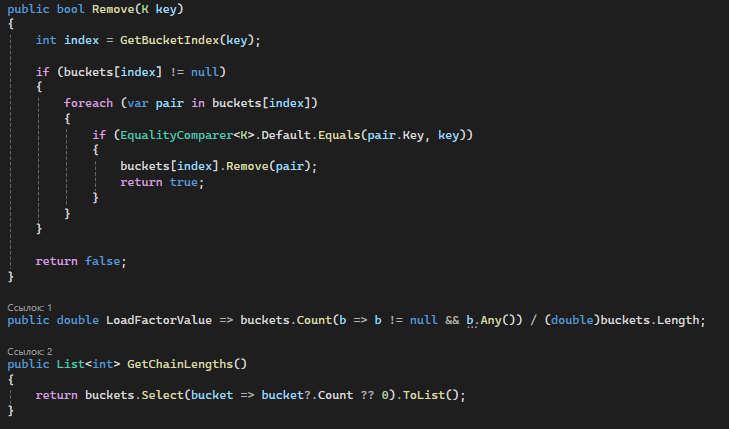 public bool Remove(K key)
{
int index = GetBucketIndex(key);
if (buckets[index] != null)
{
foreach (var pair in buckets[index])
{
if (EqualityComparer<K>.Default.Equals(pair.Key, key))
{
buckets[index].Remove(pair);
return true;
}
}
}
return false;
}
Ссылок: 1
public double LoadFactorValue => buckets.Count(b => b != null && b.Any()) / (double)buckets.Length;
Ссылок: 2
public List<int> GetChainLengths()
{
return buckets.Select(bucket => bucket?.Count ?? 0).ToList();
}